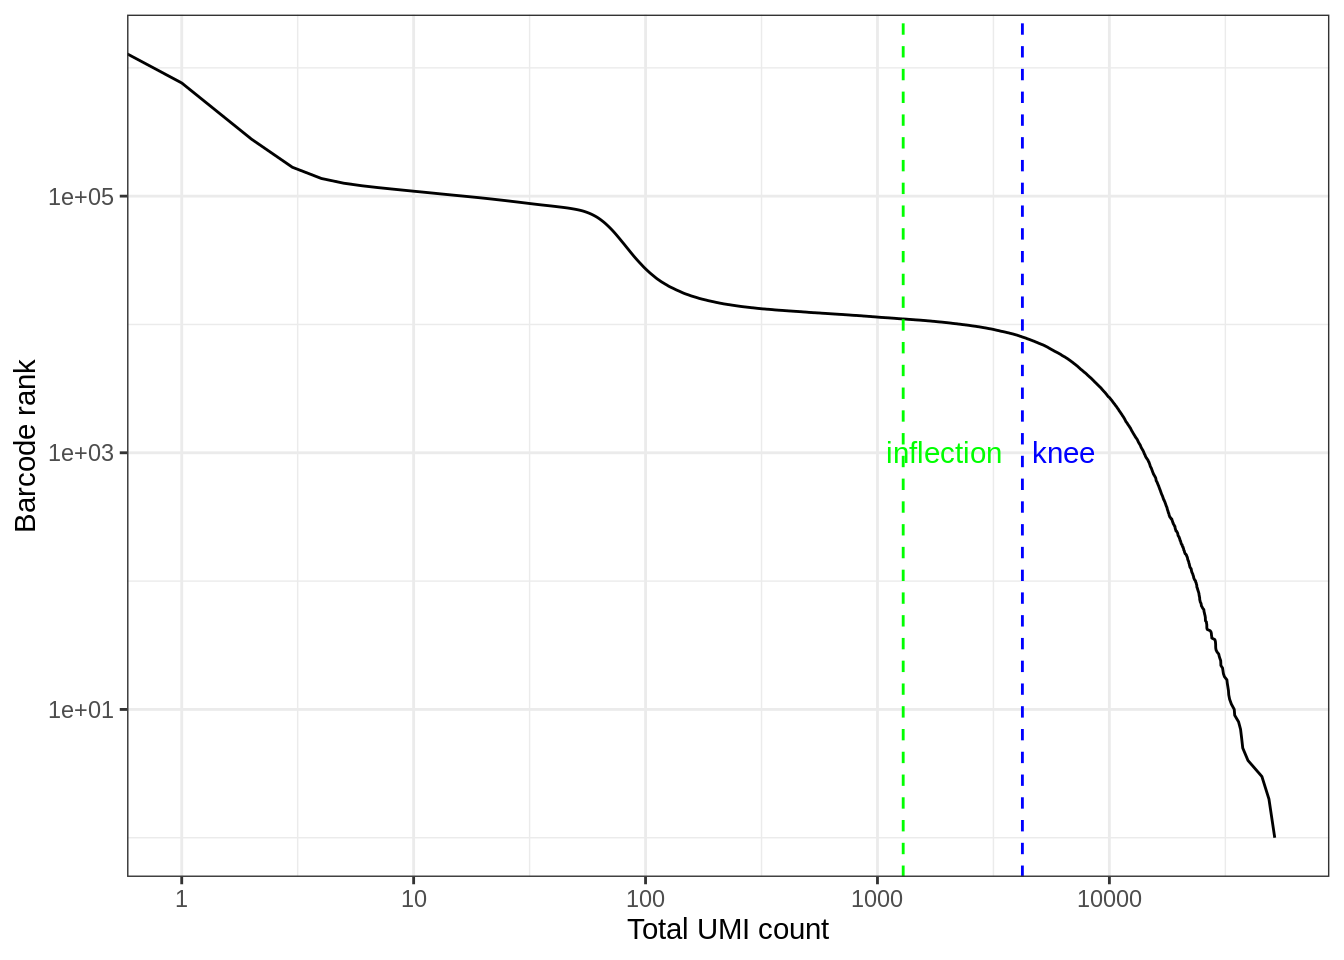 1e+05
1e+03
1e+01
Barcode rank
inflection
knee
1
10
100
1000
10000
Total UMI count